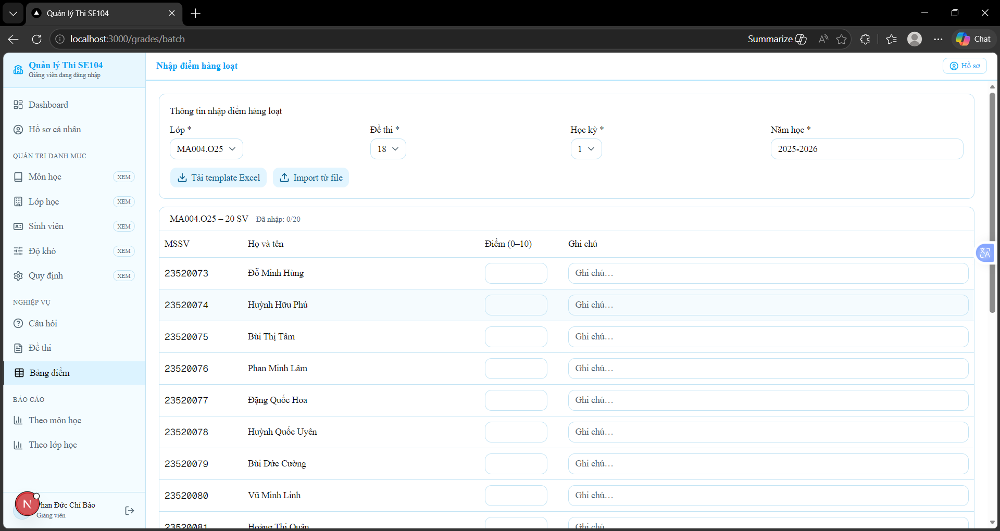 Quản lý Thi SE104
localhost:3000/grades/batch
Summarize
Chat
Quản lý Thi SE104
Giảng viên đang đăng nhập
Dashboard
Hồ sơ cá nhân
QUẢN TRỊ DANH MỤC
Môn học XEM
Lớp học XEM
Sinh viên XEM
Độ khó XEM
Quy định XEM
NGHIỆP VỤ
Câu hỏi
Đề thi
Bảng điểm
BÁO CÁO
Theo môn học
Theo lớp học
N
Phan Đức Chí Bảo
Giảng viên
Nhập điểm hàng loạt
Hồ sơ
Thông tin nhập điểm hàng loạt
Lớp * Đề thi * Học kỳ * Năm học *
MA004.O25 18 1 2025-2026
Tải template Excel Import từ file
MA004.O25 – 20 SV Đã nhập: 0/20
MSSV Họ và tên Điểm (0–10) Ghi chú
23520073 Đỗ Minh Hùng Ghi chú…
23520074 Huỳnh Hữu Phú Ghi chú…
23520075 Bùi Thị Tâm Ghi chú…
23520076 Phan Minh Lâm Ghi chú…
23520077 Đặng Quốc Hoa Ghi chú…
23520078 Huỳnh Quốc Uyên Ghi chú…
23520079 Bùi Đức Cường Ghi chú…
23520080 Vũ Minh Linh Ghi chú…
23520081 Hoàng Thị Quân Ghi chú…